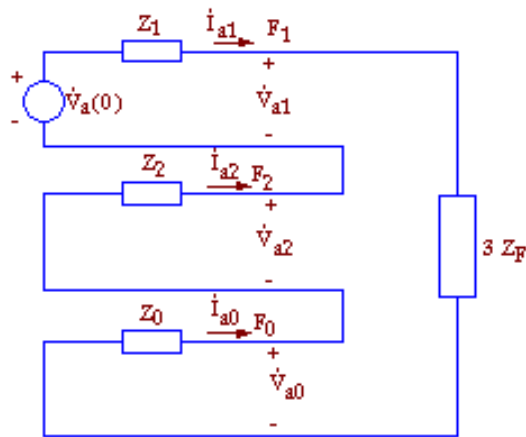 Z1 İa1 F1
+ +
V̇a(0) V̇a1
- -
Z2 İa2 F2
+
V̇a2
3 ZF
-
Z0 İa0 F0
+
V̇a0
-